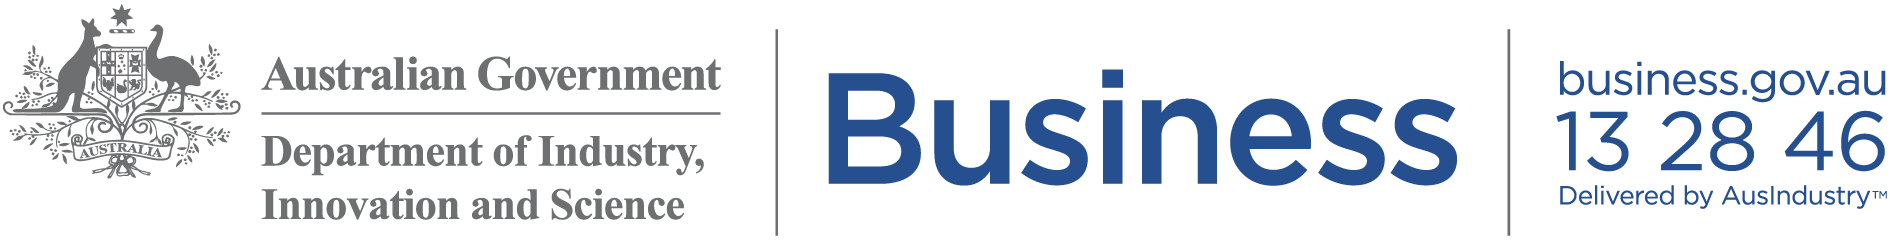 AUSTRALIA
Australian Government
Department of Industry,
Innovation and Science
Business
business.gov.au
13 28 46
Delivered by AusIndustry™